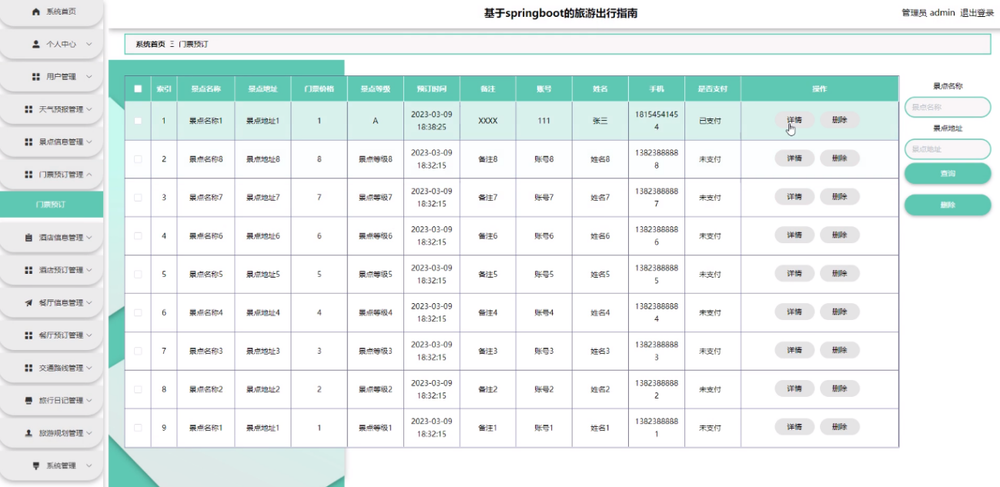 基于springboot的旅游出行指南
管理员 admin 退出登录
系统首页
个人中心
用户管理
天气预报管理
景点信息管理
门票预订管理
门票预订
酒店信息管理
酒店预订管理
餐厅信息管理
餐厅预订管理
交通路线管理
旅行日记管理
旅游规划管理
系统管理
系统首页 Ξ 门票预订
索引 景点名称 景点地址 门票价格 景点等级 预订时间 备注 账号 姓名 手机 是否支付 操作
1 景点名称1 景点地址1 1 A 2023-03-09 18:38:25 XXXX 111 张三 18154541454 已支付 详情 删除
2 景点名称8 景点地址8 8 景点等级8 2023-03-09 18:32:15 备注8 账号8 姓名8 13823888888 未支付 详情 删除
3 景点名称7 景点地址7 7 景点等级7 2023-03-09 18:32:15 备注7 账号7 姓名7 13823888887 未支付 详情 删除
4 景点名称6 景点地址6 6 景点等级6 2023-03-09 18:32:15 备注6 账号6 姓名6 13823888886 未支付 详情 删除
5 景点名称5 景点地址5 5 景点等级5 2023-03-09 18:32:15 备注5 账号5 姓名5 13823888885 未支付 详情 删除
6 景点名称4 景点地址4 4 景点等级4 2023-03-09 18:32:15 备注4 账号4 姓名4 13823888884 未支付 详情 删除
7 景点名称3 景点地址3 3 景点等级3 2023-03-09 18:32:15 备注3 账号3 姓名3 13823888883 未支付 详情 删除
8 景点名称2 景点地址2 2 景点等级2 2023-03-09 18:32:15 备注2 账号2 姓名2 13823888882 未支付 详情 删除
9 景点名称1 景点地址1 1 景点等级1 2023-03-09 18:32:15 备注1 账号1 姓名1 13823888881 未支付 详情 删除
景点名称
景点名称
景点地址
景点地址
查询
删除